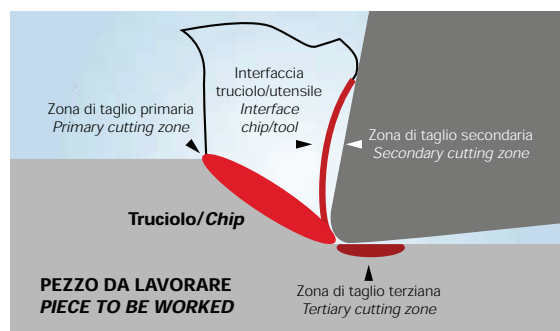 Interfaccia
truciolo/utensile
Interface
chip/tool
Zona di taglio primaria
Primary cutting zone
Zona di taglio secondaria
Secondary cutting zone
Truciolo/Chip
PEZZO DA LAVORARE
PIECE TO BE WORKED
Zona di taglio terziana
Tertiary cutting zone